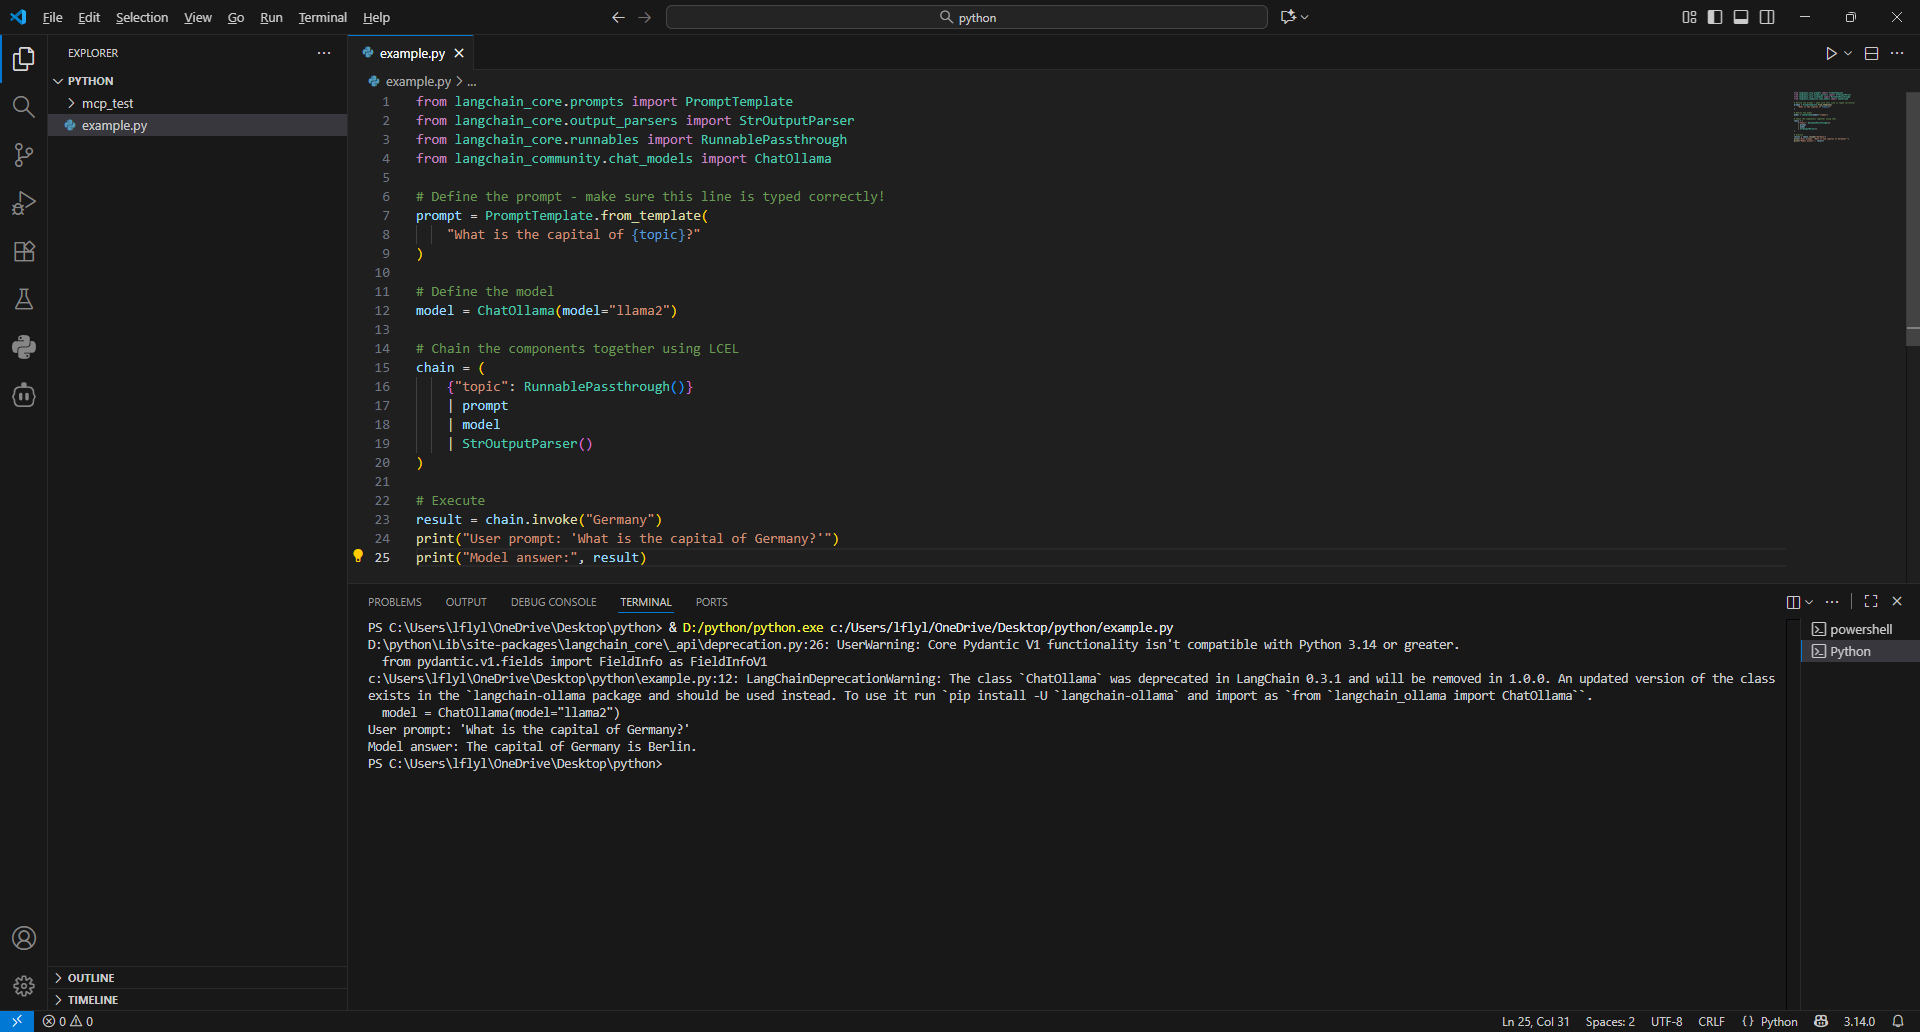 File Edit Selection View Go Run Terminal Help
python
EXPLORER
PYTHON
mcp_test
example.py
example.py
example.py > ...
1 from langchain_core.prompts import PromptTemplate
2 from langchain_core.output_parsers import StrOutputParser
3 from langchain_core.runnables import RunnablePassthrough
4 from langchain_community.chat_models import ChatOllama
5
6 # Define the prompt - make sure this line is typed correctly!
7 prompt = PromptTemplate.from_template(
8 "What is the capital of {topic}?"
9 )
10
11 # Define the model
12 model = ChatOllama(model="llama2")
13
14 # Chain the components together using LCEL
15 chain = (
16 {"topic": RunnablePassthrough()}
17 | prompt
18 | model
19 | StrOutputParser()
20 )
21
22 # Execute
23 result = chain.invoke("Germany")
24 print("User prompt: 'What is the capital of Germany?'")
25 print("Model answer:", result)
PROBLEMS OUTPUT DEBUG CONSOLE TERMINAL PORTS
PS C:\Users\lflyl\OneDrive\Desktop\python> & D:/python/python.exe c:/Users/lflyl/OneDrive/Desktop/python/example.py
D:\python\Lib\site-packages\langchain_core\_api\deprecation.py:26: UserWarning: Core Pydantic V1 functionality isn't compatible with Python 3.14 or greater.
from pydantic.v1.fields import FieldInfo as FieldInfoV1
c:\Users\lflyl\OneDrive\Desktop\python\example.py:12: LangChainDeprecationWarning: The class `ChatOllama` was deprecated in LangChain 0.3.1 and will be removed in 1.0.0. An updated version of the class
exists in the `langchain-ollama package and should be used instead. To use it run `pip install -U `langchain-ollama` and import as `from `langchain_ollama import ChatOllama``.
model = ChatOllama(model="llama2")
User prompt: 'What is the capital of Germany?'
Model answer: The capital of Germany is Berlin.
PS C:\Users\lflyl\OneDrive\Desktop\python>
powershell
Python
OUTLINE
TIMELINE
0 0
Ln 25, Col 31 Spaces: 2 UTF-8 CRLF {} Python 3.14.0